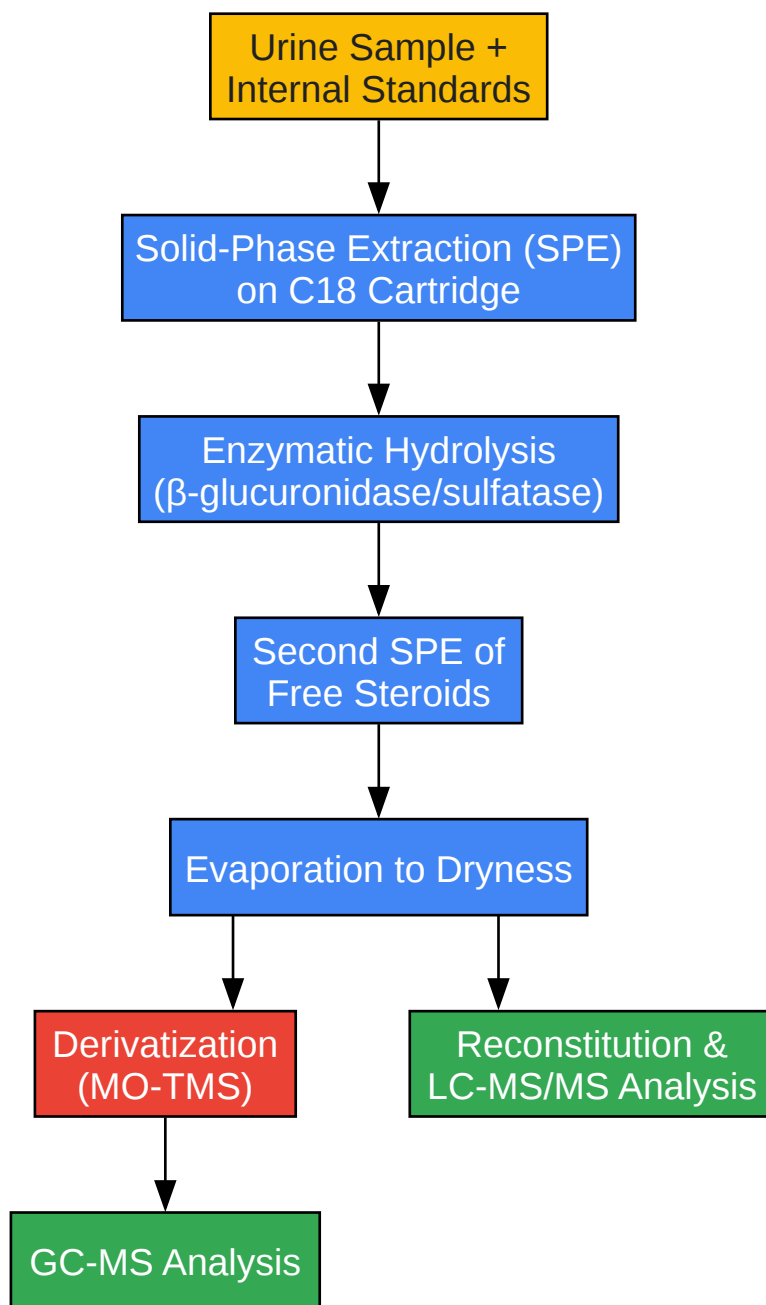 Urine Sample +
Internal Standards
Solid-Phase Extraction (SPE)
on C18 Cartridge
Enzymatic Hydrolysis
(β-glucuronidase/sulfatase)
Second SPE of
Free Steroids
Evaporation to Dryness
Derivatization
(MO-TMS)
Reconstitution &
LC-MS/MS Analysis
GC-MS Analysis